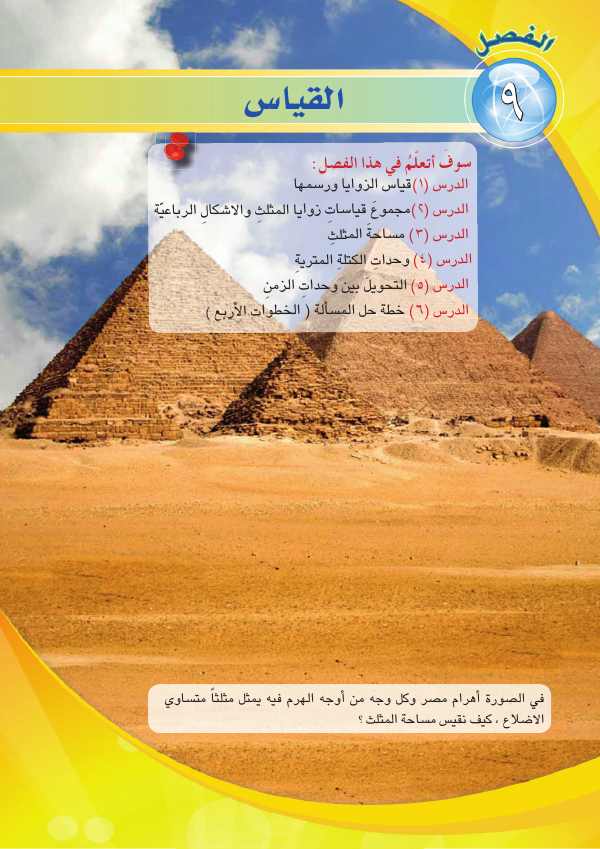 الفصل
٩
القياس
سوفَ أتعلّمُ في هذا الفصل :
الدرس (١) قياس الزوايا ورسمها
الدرس (٢) مجموعَ قياساتِ زوايا المثلثِ والاشكالِ الرباعيّة
الدرس (٣) مساحةَ المثلثِ
الدرس (٤) وحدات الكتلة المتريةِ
الدرس (٥) التحويلَ بين وحداتِ الزمنِ
الدرس (٦) خطة حل المسألة ( الخطوات الأربع )
في الصورة أهرام مصر وكل وجه من أوجه الهرم فيه يمثل مثلثاً متساوي
الاضلاع ، كيف نقيس مساحة المثلث ؟